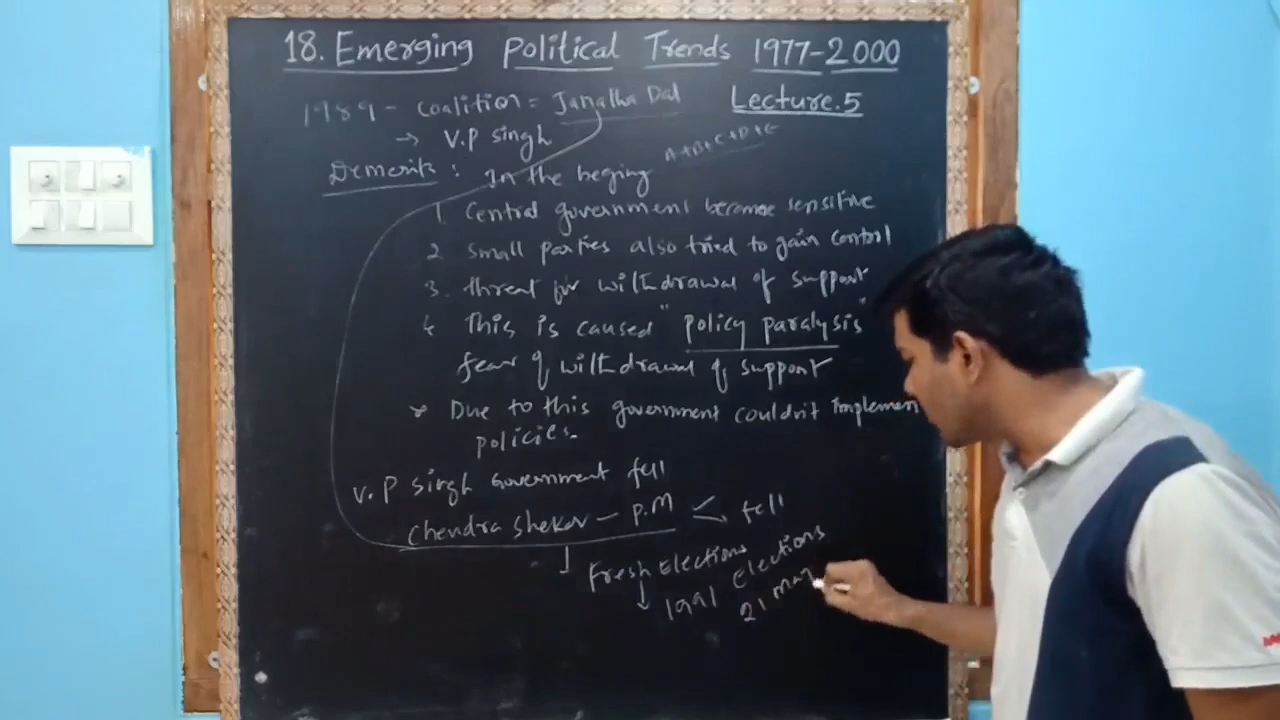 18. Emerging Political Trends 1977-2000
1989 - Coalition = Janatha Dal
Lecture.5
→ V.P Singh
A+B+C+D+E
Demerits : In the beging
1. Central government become sensitive
2 Small parties also tried to gain control
3. threat for withdrawal of support
4 This is caused "policy paralysis"
fear of withdrawal of support
* Due to this government couldn't Implemen
policies.
V.P Singh Government fell
Chendra Shekar - P.M fell
Fresh Elections
1991 Elections
21 may